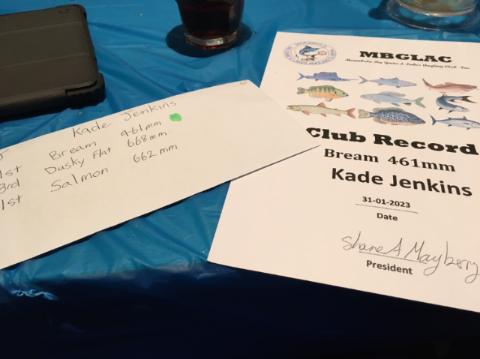 Kade Jenkins
1st Bream 461mm
3rd Dusky Flat 668mm
1st Salmon 662mm
MBGLAC
Club Record
Bream 461mm
Kade Jenkins
31-01-2023
Date
Shane A Mayberry
President